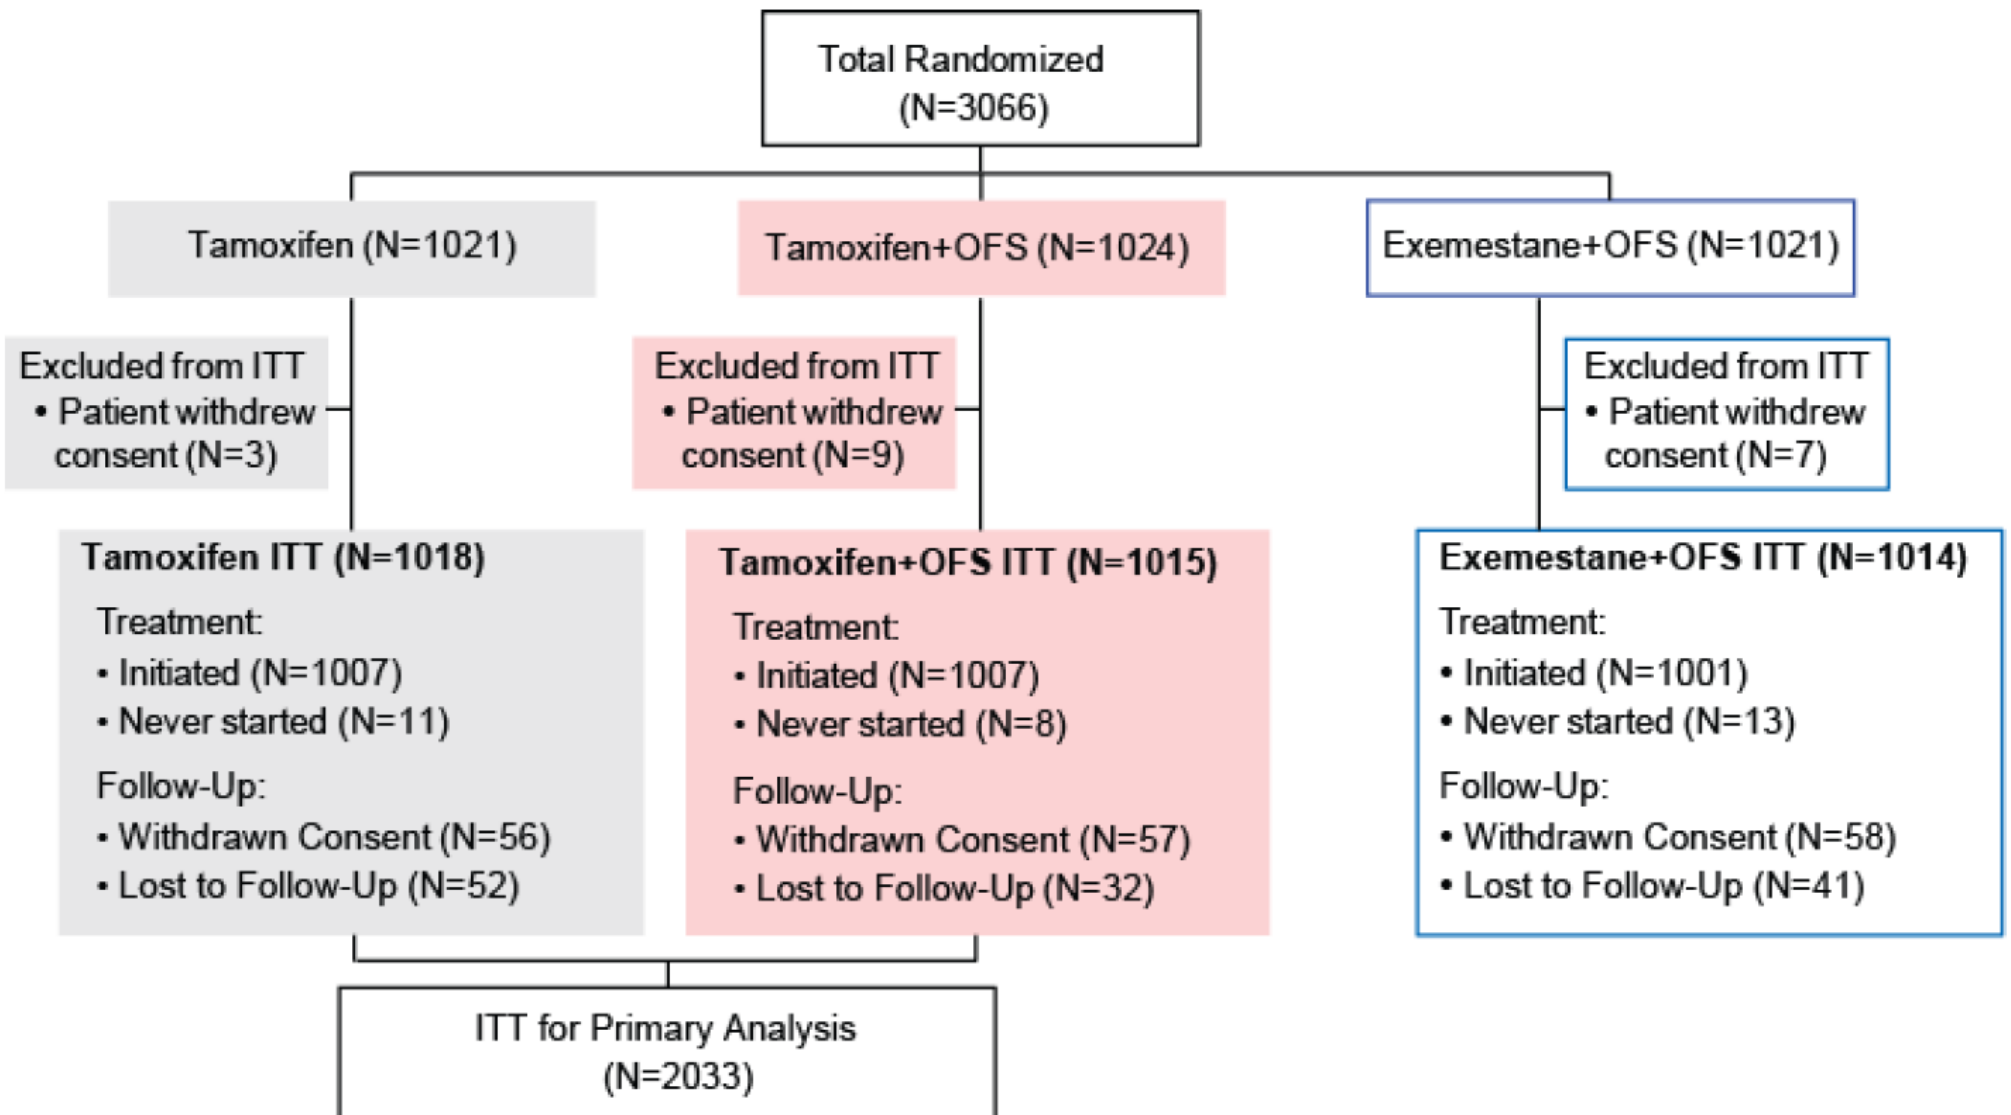 Total Randomized
(N=3066)
Tamoxifen (N=1021)
Tamoxifen+OFS (N=1024)
Exemestane+OFS (N=1021)
Excluded from ITT
• Patient withdrew
consent (N=3)
Excluded from ITT
• Patient withdrew
consent (N=9)
Excluded from ITT
• Patient withdrew
consent (N=7)
Tamoxifen ITT (N=1018)
Treatment:
• Initiated (N=1007)
• Never started (N=11)
Follow-Up:
• Withdrawn Consent (N=56)
• Lost to Follow-Up (N=52)
Tamoxifen+OFS ITT (N=1015)
Treatment:
• Initiated (N=1007)
• Never started (N=8)
Follow-Up:
• Withdrawn Consent (N=57)
• Lost to Follow-Up (N=32)
Exemestane+OFS ITT (N=1014)
Treatment:
• Initiated (N=1001)
• Never started (N=13)
Follow-Up:
• Withdrawn Consent (N=58)
• Lost to Follow-Up (N=41)
ITT for Primary Analysis
(N=2033)